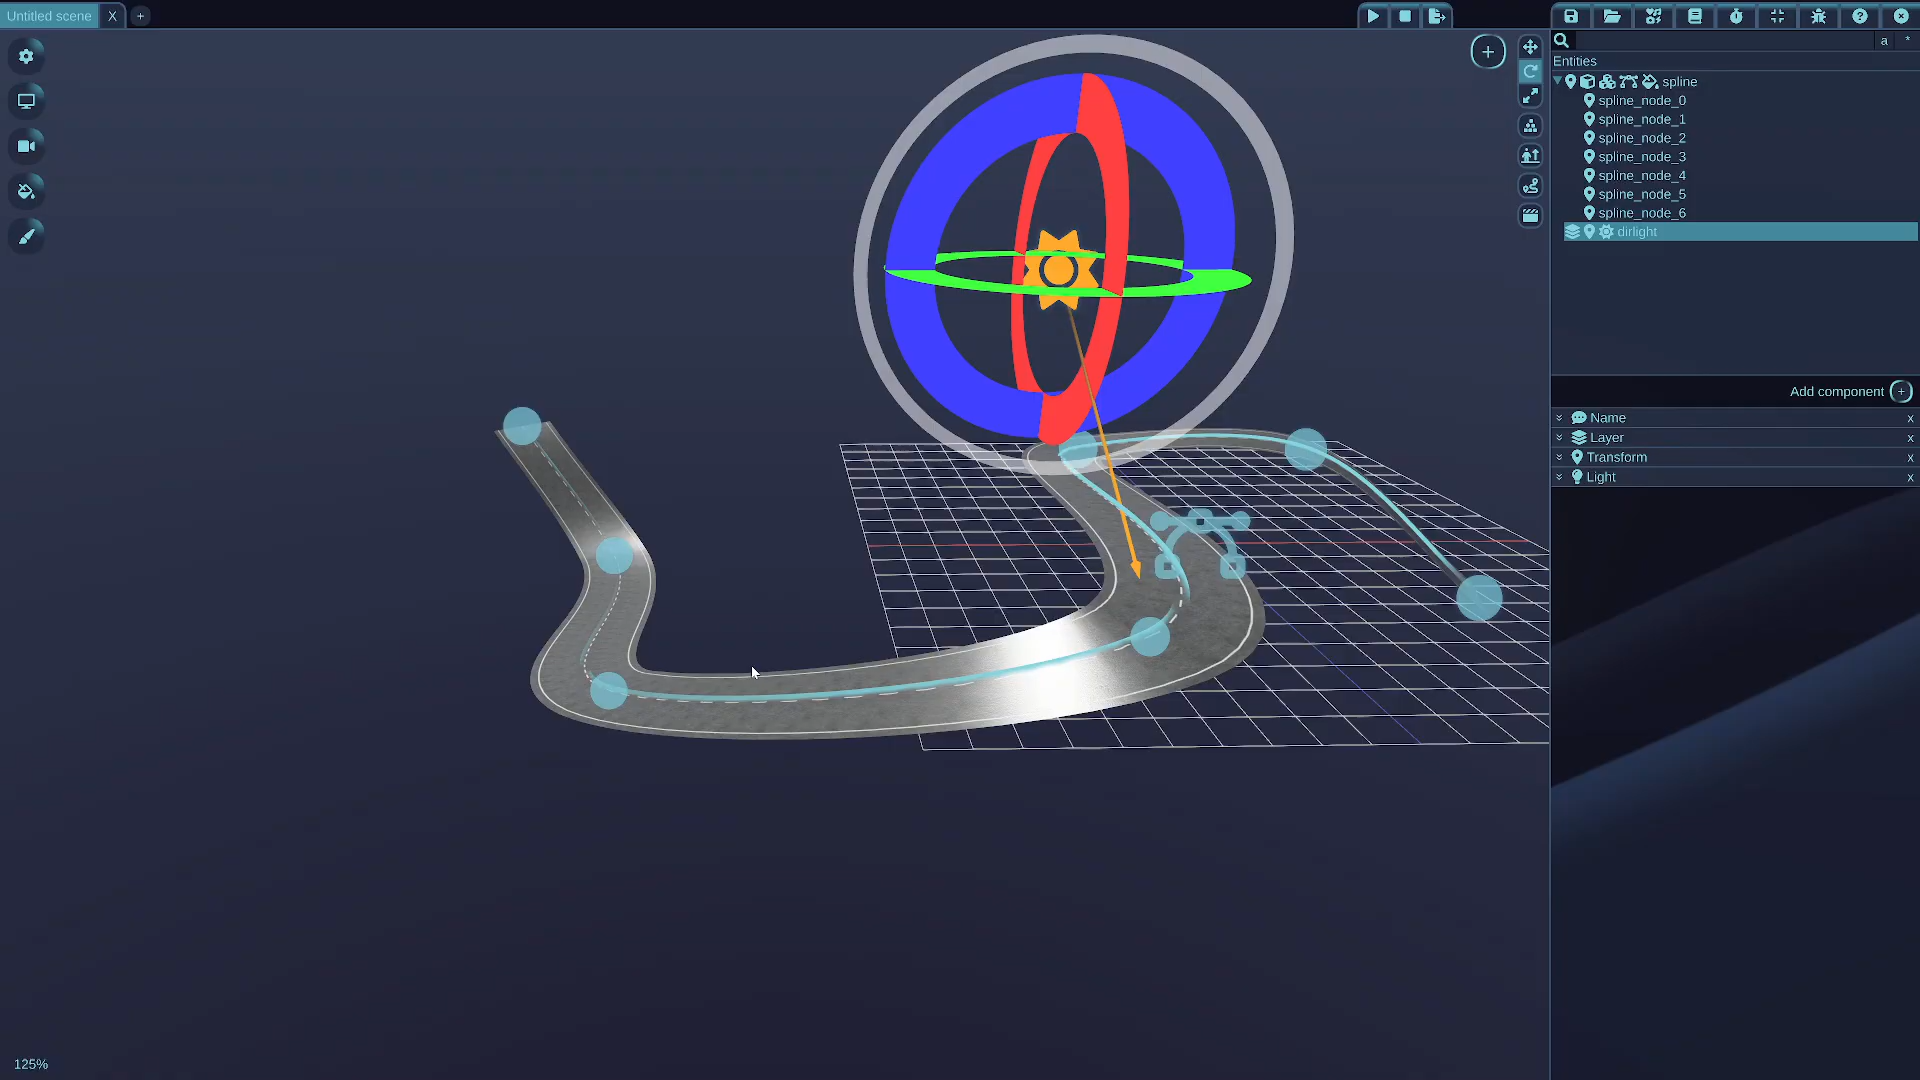 Untitled scene X +
a *
Entities
spline
spline_node_0
spline_node_1
spline_node_2
spline_node_3
spline_node_4
spline_node_5
spline_node_6
dirlight
Add component
Name x
Layer x
Transform x
Light x
125%